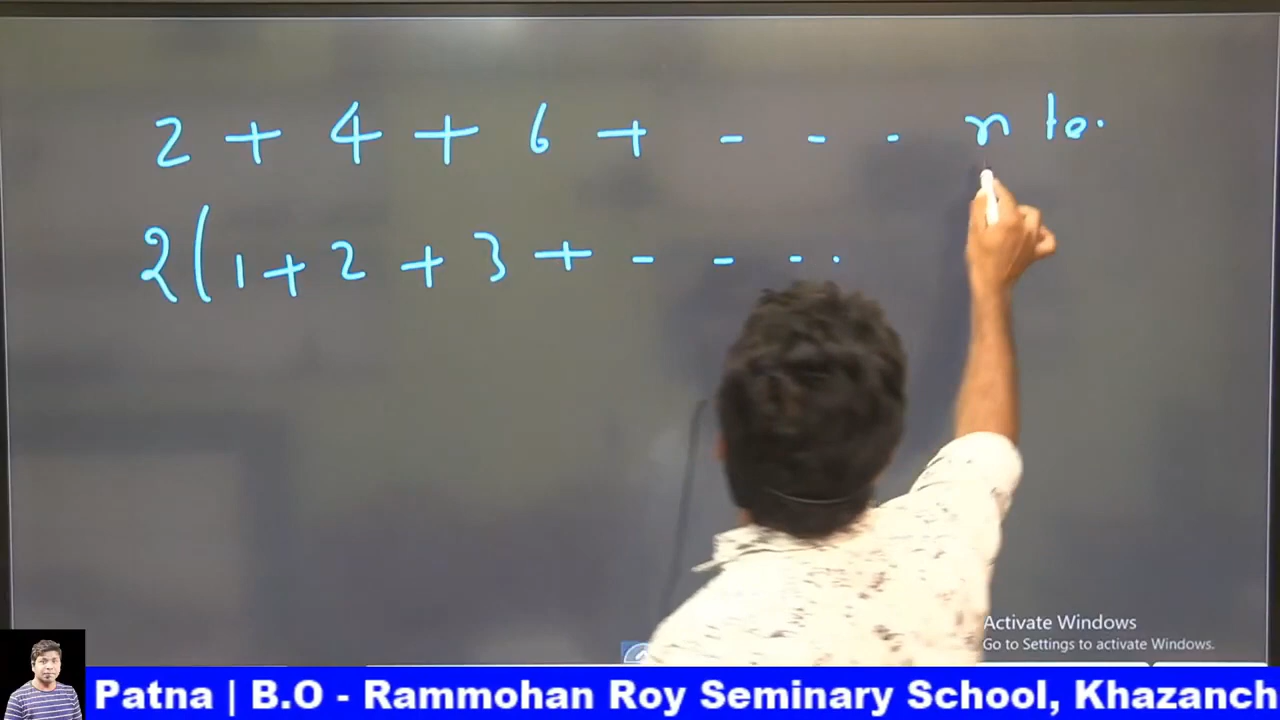 2 + 4 + 6 + - - - n to.
2(1 + 2 + 3 + - - - .
Activate Windows
Go to Settings to activate Windows.
Patna | B.O - Rammohan Roy Seminary School, Khazanch